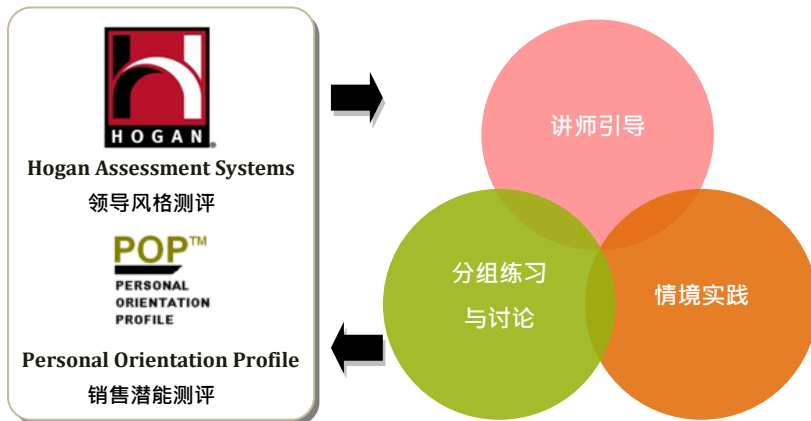 HOGAN®
Hogan Assessment Systems
领导风格测评
POP™
PERSONAL
ORIENTATION
PROFILE
Personal Orientation Profile
销售潜能测评
讲师引导
分组练习
与讨论
情境实践